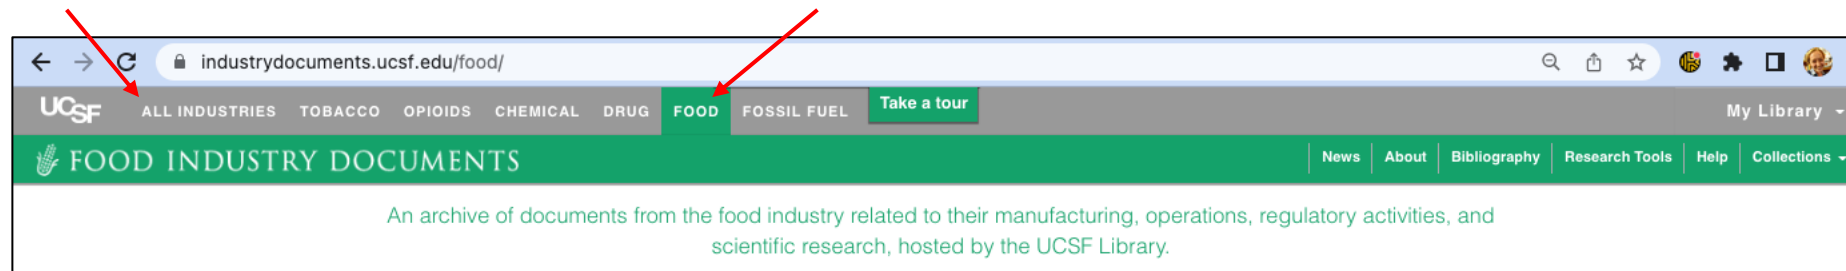 industrydocuments.ucsf.edu/food/
UCSF ALL INDUSTRIES TOBACCO OPIOIDS CHEMICAL DRUG FOOD FOSSIL FUEL Take a tour My Library
FOOD INDUSTRY DOCUMENTS News About Bibliography Research Tools Help Collections
An archive of documents from the food industry related to their manufacturing, operations, regulatory activities, and
scientific research, hosted by the UCSF Library.